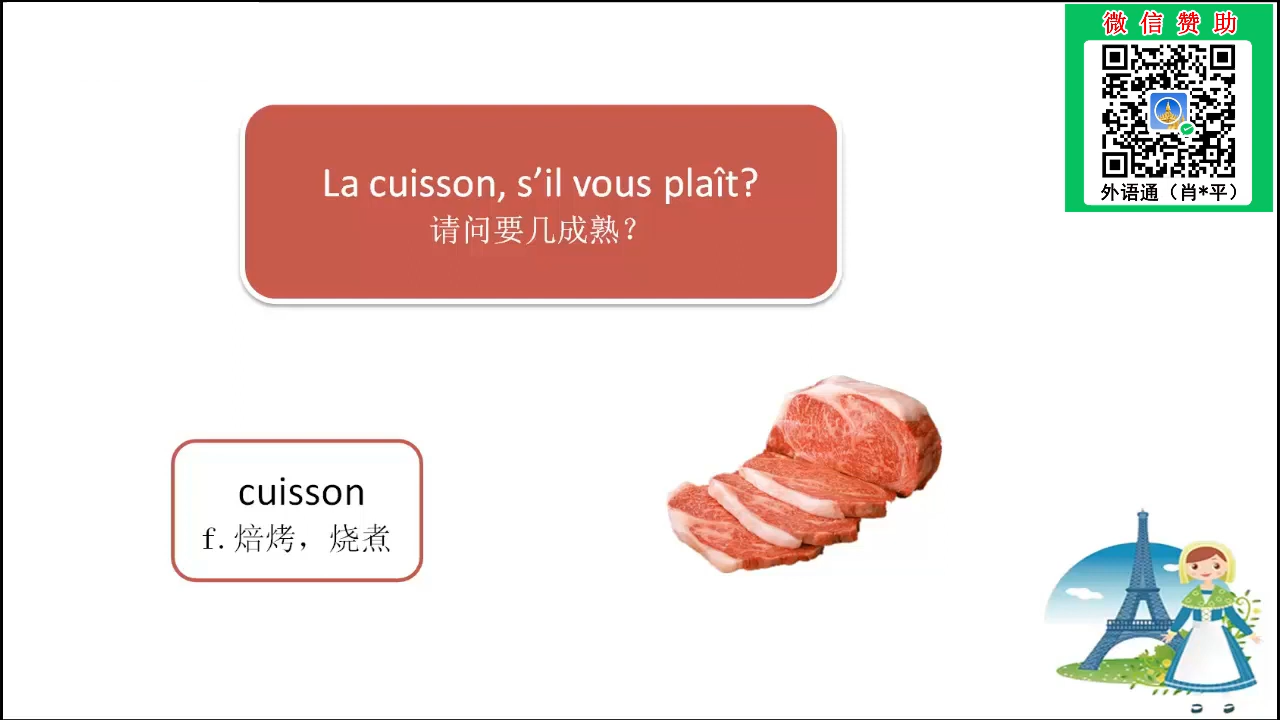 微信赞助
外语通（肖*平）
La cuisson, s’il vous plaît?
请问要几成熟？
cuisson
f.焙烤，烧煮